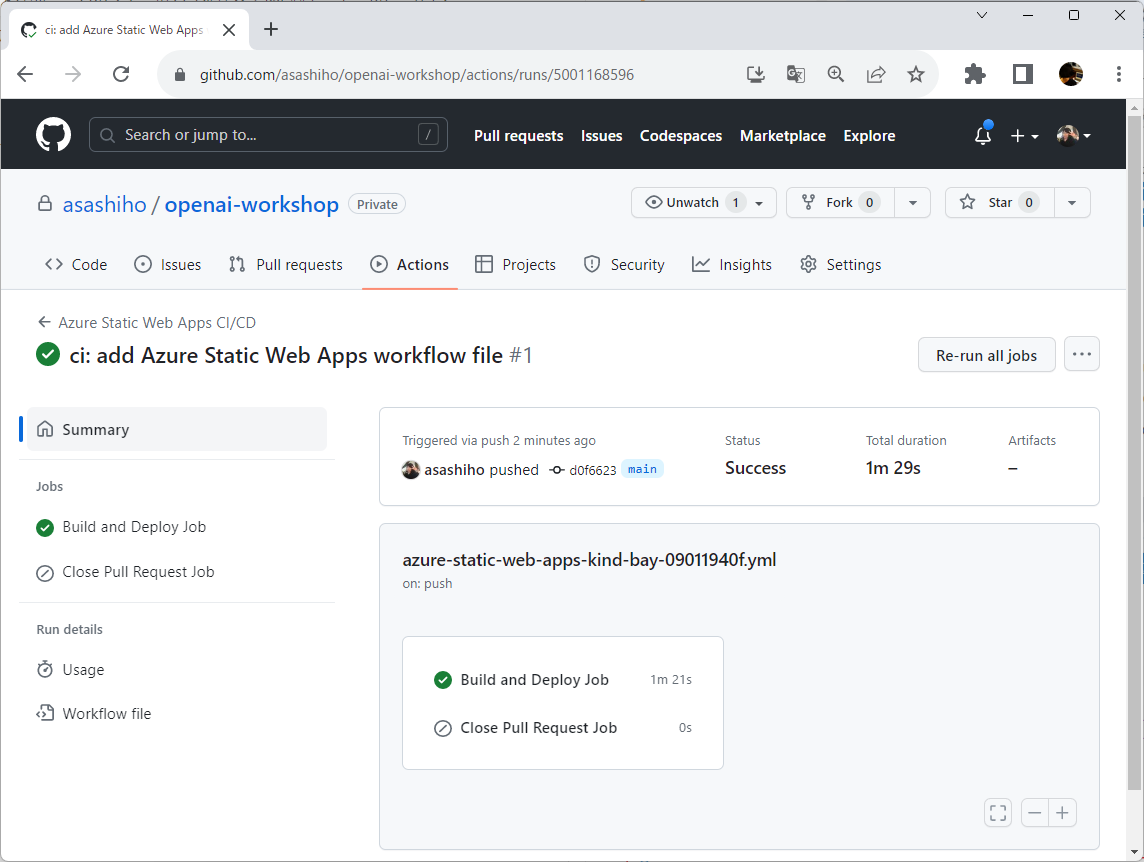 ci: add Azure Static Web Apps
github.com/asashiho/openai-workshop/actions/runs/5001168596
Search or jump to... /
Pull requests Issues Codespaces Marketplace Explore
asashiho / openai-workshop Private
Unwatch 1 Fork 0 Star 0
Code Issues Pull requests Actions Projects Security Insights Settings
Azure Static Web Apps CI/CD
ci: add Azure Static Web Apps workflow file #1
Re-run all jobs
Summary
Jobs
Build and Deploy Job
Close Pull Request Job
Run details
Usage
Workflow file
Triggered via push 2 minutes ago
asashiho pushed d0f6623 main
Status
Success
Total duration
1m 29s
Artifacts
–
azure-static-web-apps-kind-bay-09011940f.yml
on: push
Build and Deploy Job 1m 21s
Close Pull Request Job 0s